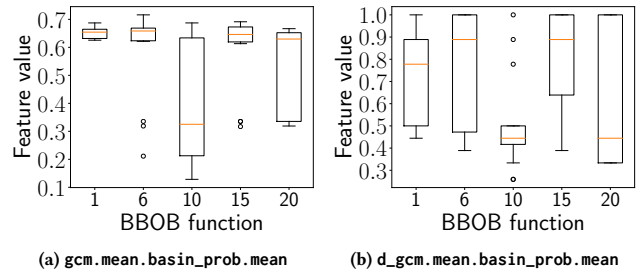 0.7
0.6
0.5
0.4
0.3
0.2
0.1
Feature value
1 6 10 15 20
BBOB function
(a) gcm.mean.basin_prob.mean
1.0
0.9
0.8
0.7
0.6
0.5
0.4
0.3
Feature value
1 6 10 15 20
BBOB function
(b) d_gcm.mean.basin_prob.mean